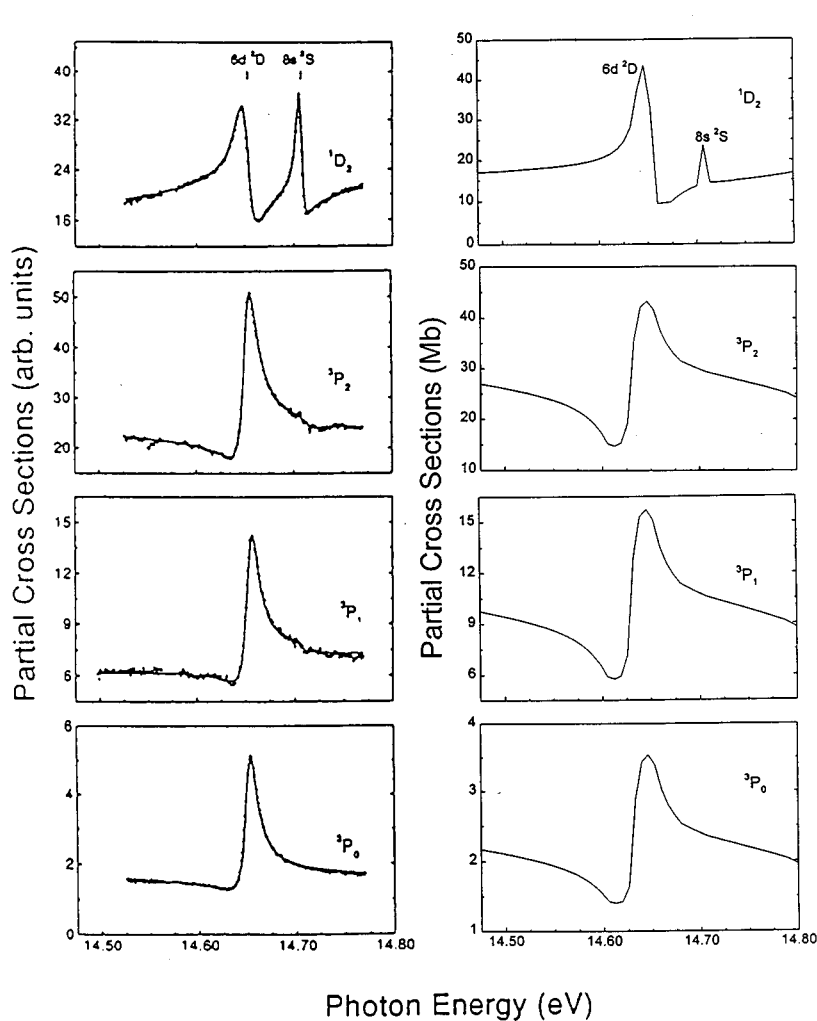 Partial Cross Sections (arb. units)
6d ²D 8s ²S
40
32
24
16
¹D₂
50
40
30
20
³P₂
15
12
9
6
³P₁
6
4
2
0
³P₀
14.50 14.60 14.70 14.80
Partial Cross Sections (Mb)
50
40
30
20
10
0
6d ²D
8s ²S
¹D₂
50
40
30
20
10
³P₂
15
12
9
6
³P₁
4
3
2
1
³P₀
14.50 14.60 14.70 14.80
Photon Energy (eV)